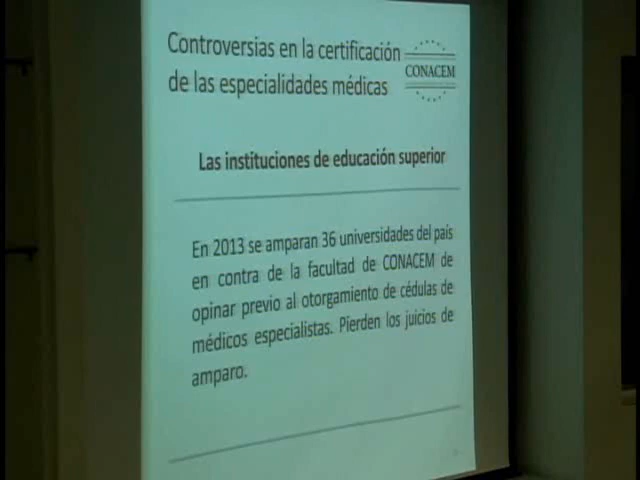 Controversias en la certificación
de las especialidades médicas
CONACEM
Las instituciones de educación superior
En 2013 se amparan 36 universidades del país
en contra de la facultad de CONACEM de
opinar previo al otorgamiento de cédulas de
médicos especialistas. Pierden los juicios de
amparo.